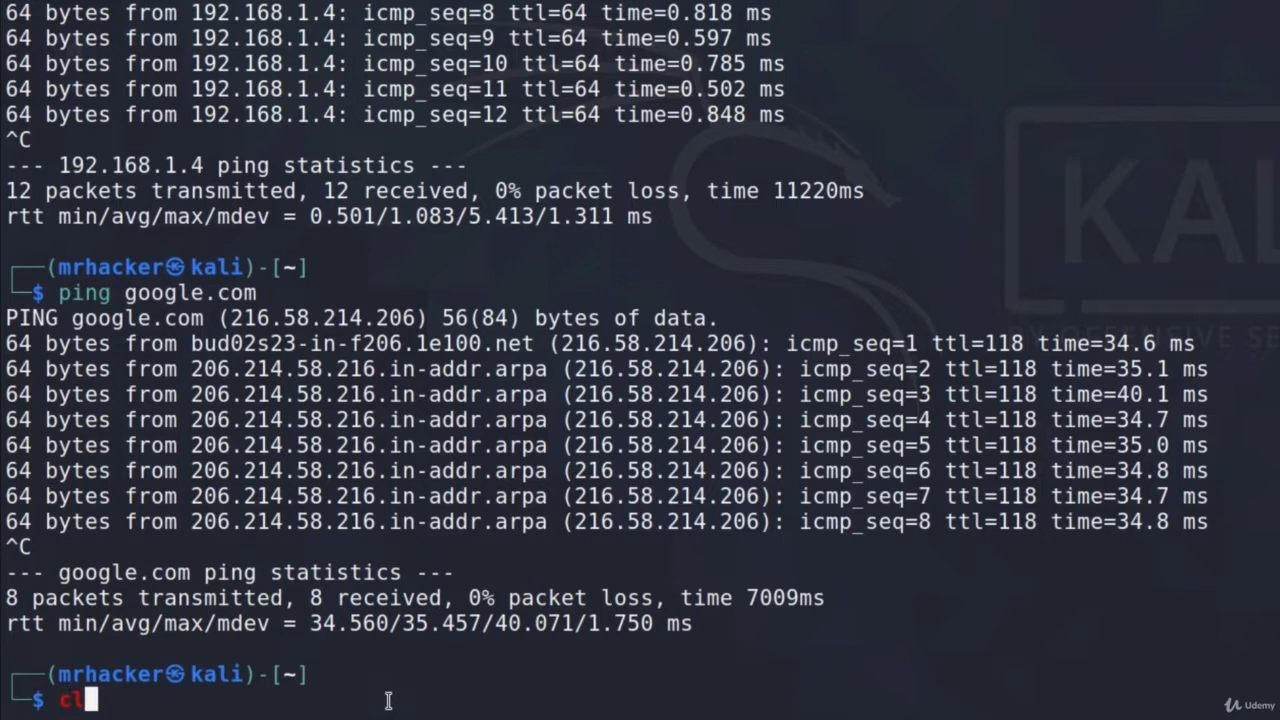 64 bytes from 192.168.1.4: icmp_seq=8 ttl=64 time=0.818 ms
64 bytes from 192.168.1.4: icmp_seq=9 ttl=64 time=0.597 ms
64 bytes from 192.168.1.4: icmp_seq=10 ttl=64 time=0.785 ms
64 bytes from 192.168.1.4: icmp_seq=11 ttl=64 time=0.502 ms
64 bytes from 192.168.1.4: icmp_seq=12 ttl=64 time=0.848 ms
^C
--- 192.168.1.4 ping statistics ---
12 packets transmitted, 12 received, 0% packet loss, time 11220ms
rtt min/avg/max/mdev = 0.501/1.083/5.413/1.311 ms
┌──(mrhacker㉿kali)-[~]
└─$ ping google.com
PING google.com (216.58.214.206) 56(84) bytes of data.
64 bytes from bud02s23-in-f206.1e100.net (216.58.214.206): icmp_seq=1 ttl=118 time=34.6 ms
64 bytes from 206.214.58.216.in-addr.arpa (216.58.214.206): icmp_seq=2 ttl=118 time=35.1 ms
64 bytes from 206.214.58.216.in-addr.arpa (216.58.214.206): icmp_seq=3 ttl=118 time=40.1 ms
64 bytes from 206.214.58.216.in-addr.arpa (216.58.214.206): icmp_seq=4 ttl=118 time=34.7 ms
64 bytes from 206.214.58.216.in-addr.arpa (216.58.214.206): icmp_seq=5 ttl=118 time=35.0 ms
64 bytes from 206.214.58.216.in-addr.arpa (216.58.214.206): icmp_seq=6 ttl=118 time=34.8 ms
64 bytes from 206.214.58.216.in-addr.arpa (216.58.214.206): icmp_seq=7 ttl=118 time=34.7 ms
64 bytes from 206.214.58.216.in-addr.arpa (216.58.214.206): icmp_seq=8 ttl=118 time=34.8 ms
^C
--- google.com ping statistics ---
8 packets transmitted, 8 received, 0% packet loss, time 7009ms
rtt min/avg/max/mdev = 34.560/35.457/40.071/1.750 ms
┌──(mrhacker㉿kali)-[~]
└─$ cl
KAL
BY OFFENSIVE SE
Udemy